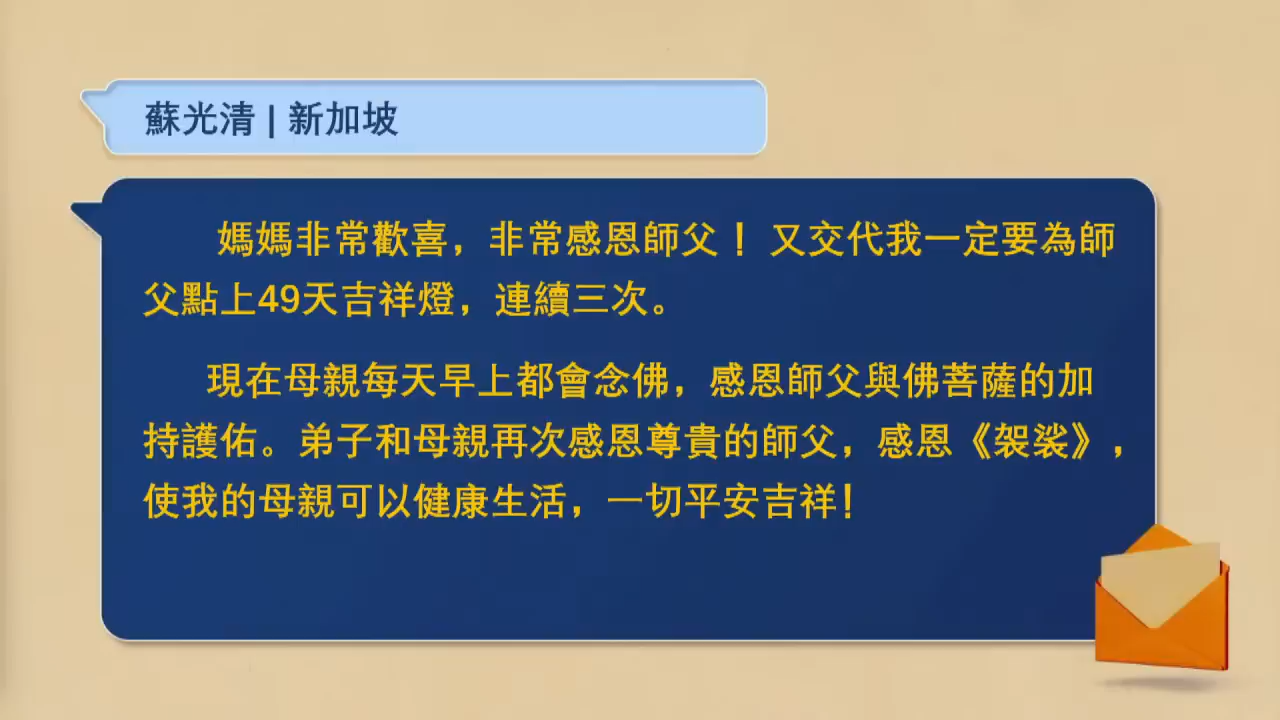 蘇光清 | 新加坡
媽媽非常歡喜，非常感恩師父！ 又交代我一定要為師
父點上49天吉祥燈，連續三次。
現在母親每天早上都會念佛，感恩師父與佛菩薩的加
持護佑。弟子和母親再次感恩尊貴的師父，感恩《袈裟》，
使我的母親可以健康生活，一切平安吉祥！